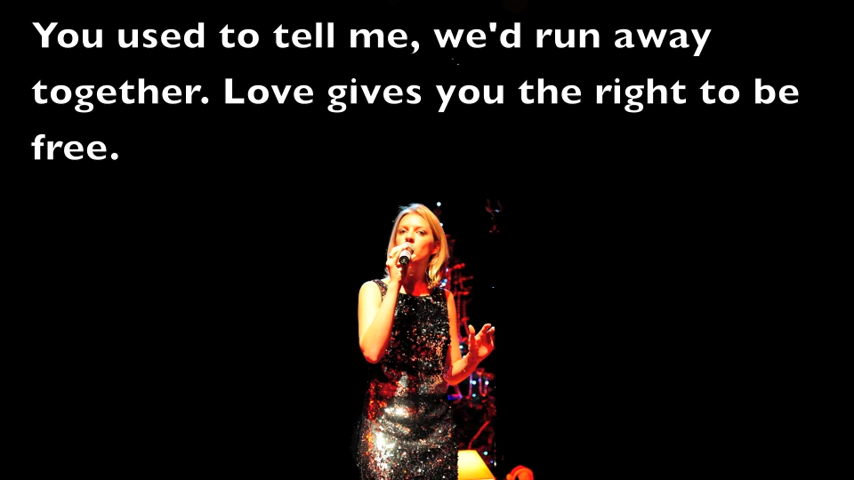 You used to tell me, we'd run away
together. Love gives you the right to be
free.